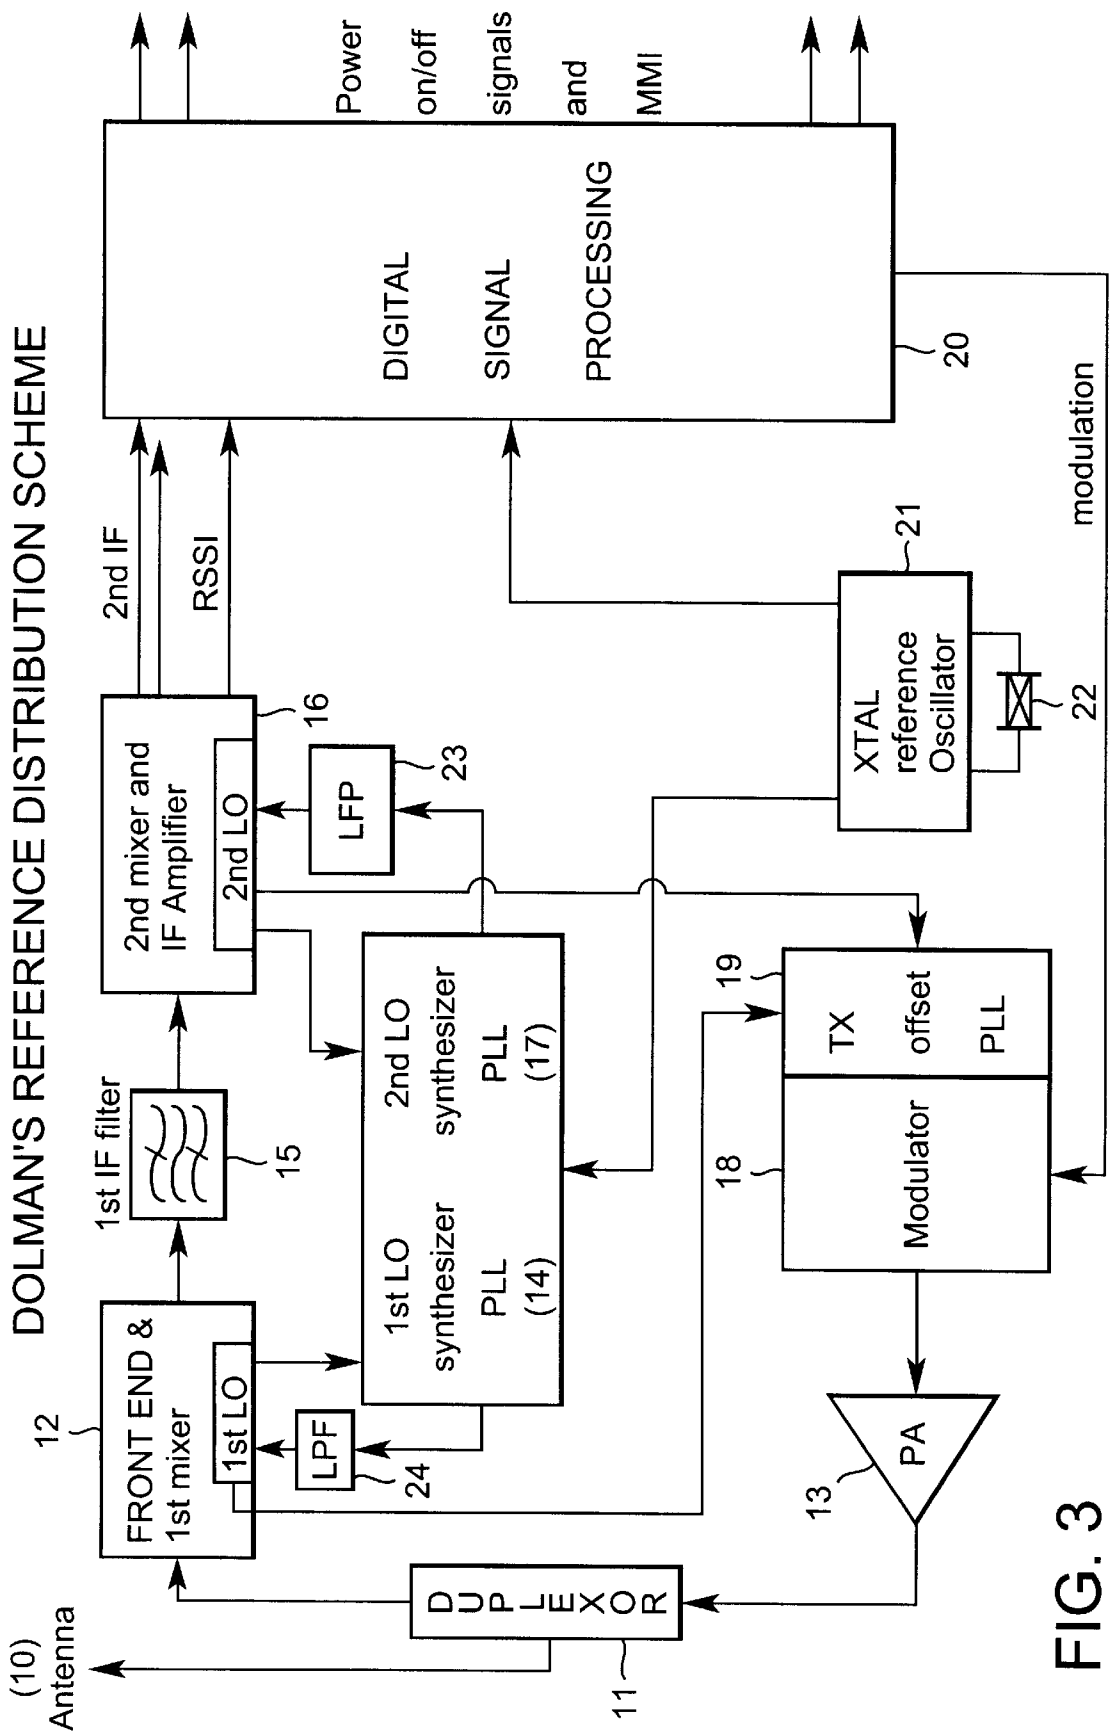 DOLMAN'S REFERENCE DISTRIBUTION SCHEME
(10)
Antenna
12
FRONT END &
1st mixer
1st LO
1st IF filter
15
2nd mixer and
IF Amplifier
2nd LO
16
2nd IF
RSSI
LPF
24
LFP
23
1st LO
synthesizer
PLL
(14)
2nd LO
synthesizer
PLL
(17)
DIGITAL
SIGNAL
PROCESSING
20
Power
on/off
signals
and
MMI
DUPLEXOR
11
13
PA
18
Modulator
19
TX
offset
PLL
XTAL
reference
Oscillator
21
22
modulation
FIG. 3